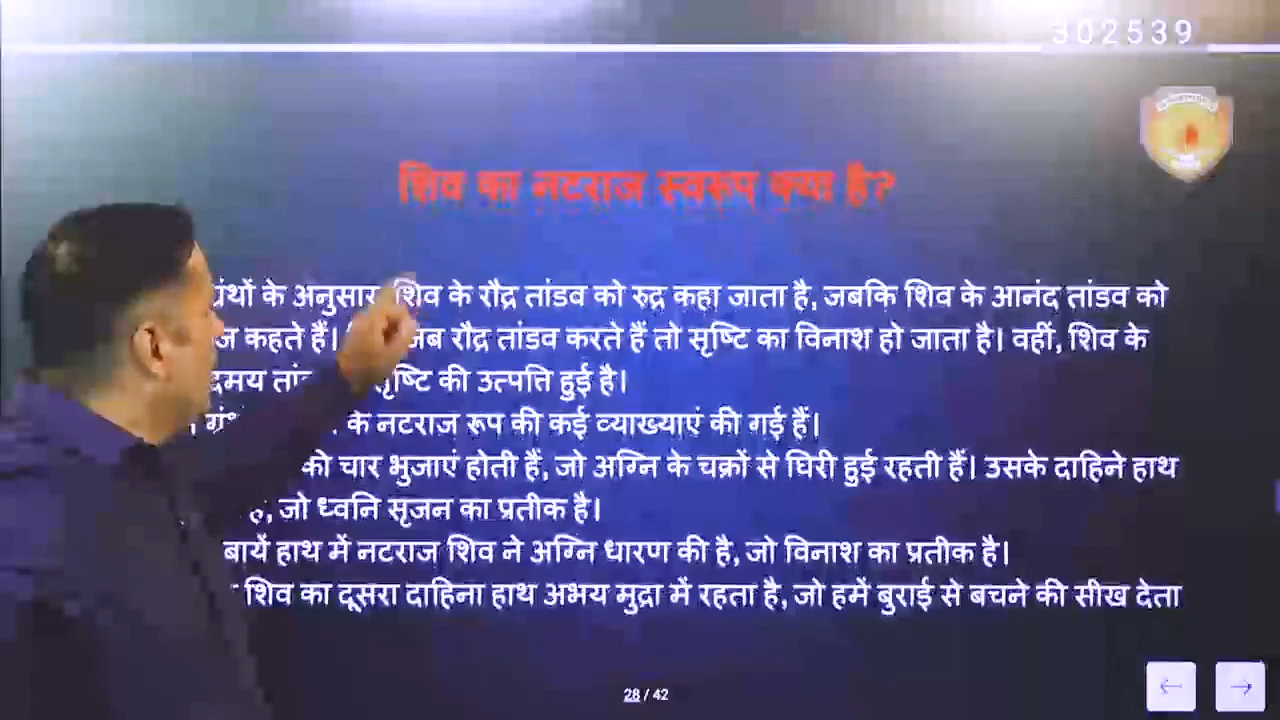 302539
शिव का नटराज स्वरूप क्या है?
के अनुसार शिव के रौद्र तांडव को रुद्र कहा जाता है, जबकि शिव के आनंद तांडव को
कहते हैं। जब रौद्र तांडव करते हैं तो सृष्टि का विनाश हो जाता है। वहीं, शिव के
की उत्पत्ति हुई है।
के नटराज रूप की कई व्याख्याएं की गई हैं।
को चार भुजाएं होती हैं, जो अग्नि के चक्रों से घिरी हुई रहती हैं। उसके दाहिने हाथ
जो ध्वनि सृजन का प्रतीक है।
बायें हाथ में नटराज शिव ने अग्नि धारण की है, जो विनाश का प्रतीक है।
शिव का दूसरा दाहिना हाथ अभय मुद्रा में रहता है, जो हमें बुराई से बचने की सीख देता
28 / 42